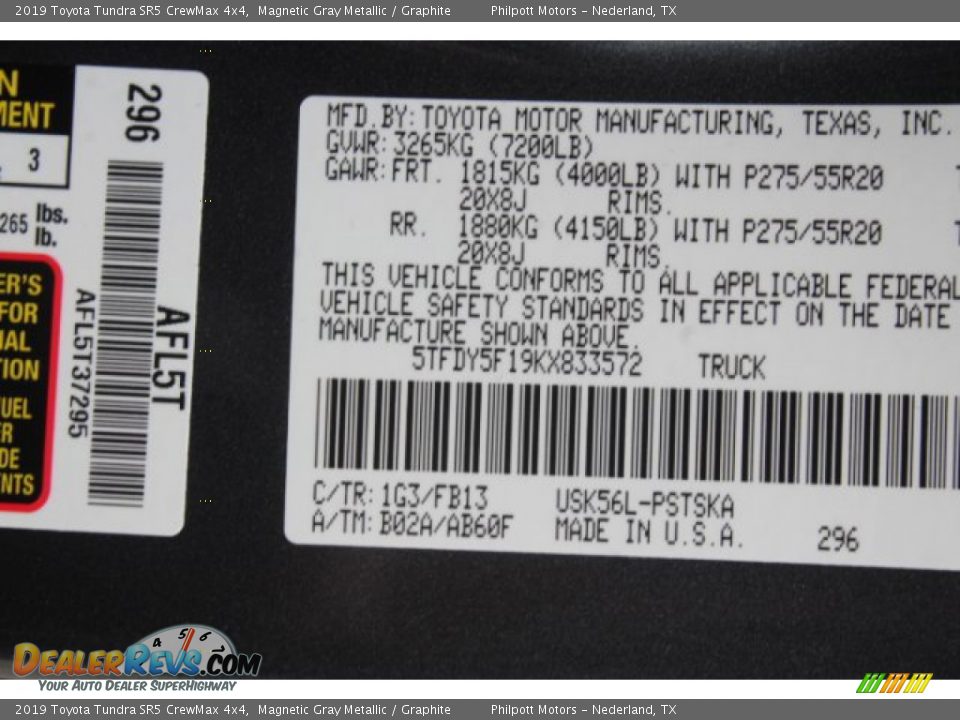 2019 Toyota Tundra SR5 CrewMax 4x4, Magnetic Gray Metallic / Graphite Philpott Motors - Nederland, TX
N
MENT
3
265 lbs.
lb.
ER'S
FOR
TION
UEL
ER
DE
NTS
296
AFL5T
AFL5T37295
MFD.BY: TOYOTA MOTOR MANUFACTURING, TEXAS, INC.
GVWR: 3265KG (7200LB)
GAWR: FRT. 1815KG (4000LB) WITH P275/55R20
20X8J RIMS.
RR. 1880KG (4150LB) WITH P275/55R20
20X8J RIMS.
THIS VEHICLE CONFORMS TO ALL APPLICABLE FEDERAL
VEHICLE SAFETY STANDARDS IN EFFECT ON THE DATE
MANUFACTURE SHOWN ABOVE.
5TFDY5F19KX833572 TRUCK
C/TR: 1G3/FB13 USK56L-PSTSKA
A/TM: B02A/AB60F MADE IN U.S.A. 296
4 5 6
DEALERREVS.COM
YOUR AUTO DEALER SUPERHIGHWAY
2019 Toyota Tundra SR5 CrewMax 4x4, Magnetic Gray Metallic / Graphite Philpott Motors - Nederland, TX